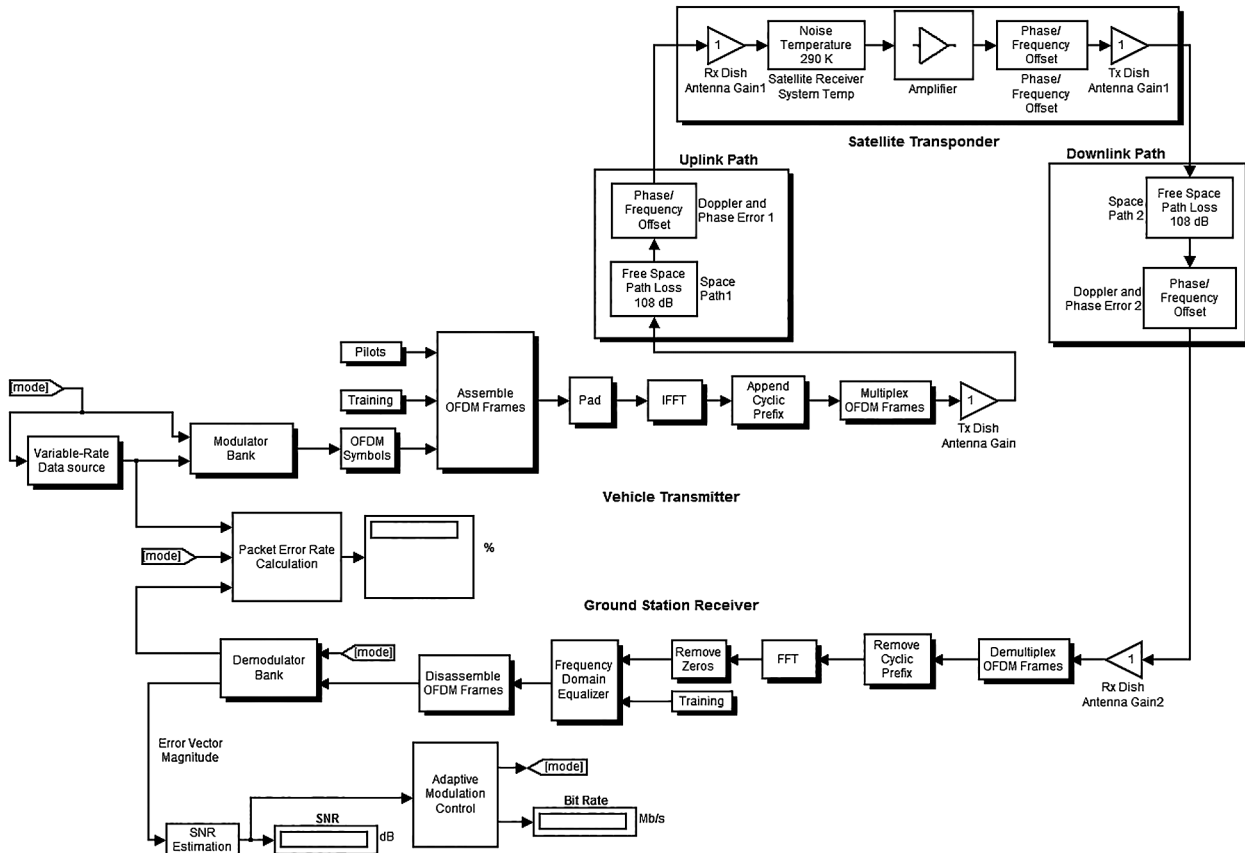 1
Rx Dish
Antenna Gain1
Noise
Temperature
290 K
Satellite Receiver
System Temp
Amplifier
Phase/
Frequency
Offset
Phase/
Frequency
Offset
1
Tx Dish
Antenna Gain1
Satellite Transponder
Uplink Path
Phase/
Frequency
Offset
Doppler and
Phase Error 1
Free Space
Path Loss
108 dB
Space
Path1
Downlink Path
Space
Path 2
Free Space
Path Loss
108 dB
Doppler and
Phase Error 2
Phase/
Frequency
Offset
[mode]
Variable-Rate
Data source
Modulator
Bank
Pilots
Training
OFDM
Symbols
Assemble
OFDM Frames
Pad
IFFT
Append
Cyclic
Prefix
Multiplex
OFDM Frames
1
Tx Dish
Antenna Gain
Vehicle Transmitter
[mode]
Packet Error Rate
Calculation
%
Ground Station Receiver
Demodulator
Bank
[mode]
Disassemble
OFDM Frames
Frequency
Domain
Equalizer
Remove
Zeros
Training
FFT
Remove
Cyclic
Prefix
Demultiplex
OFDM Frames
1
Rx Dish
Antenna Gain2
Error Vector
Magnitude
SNR
Estimation
SNR
dB
Adaptive
Modulation
Control
[mode]
Bit Rate
Mb/s